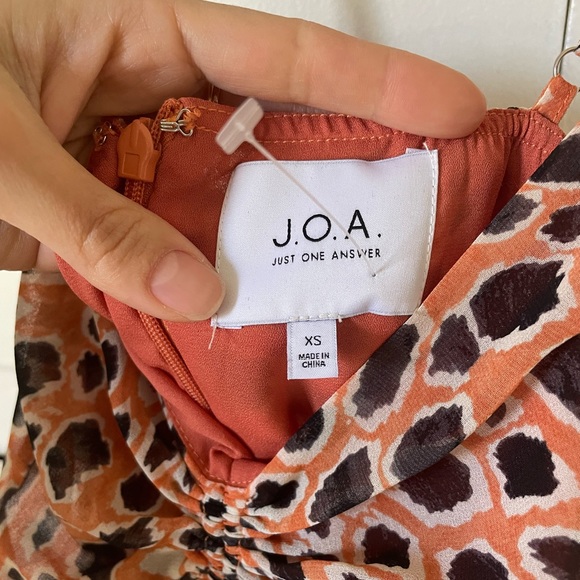 J.O.A.
JUST ONE ANSWER
XS
MADE IN
CHINA